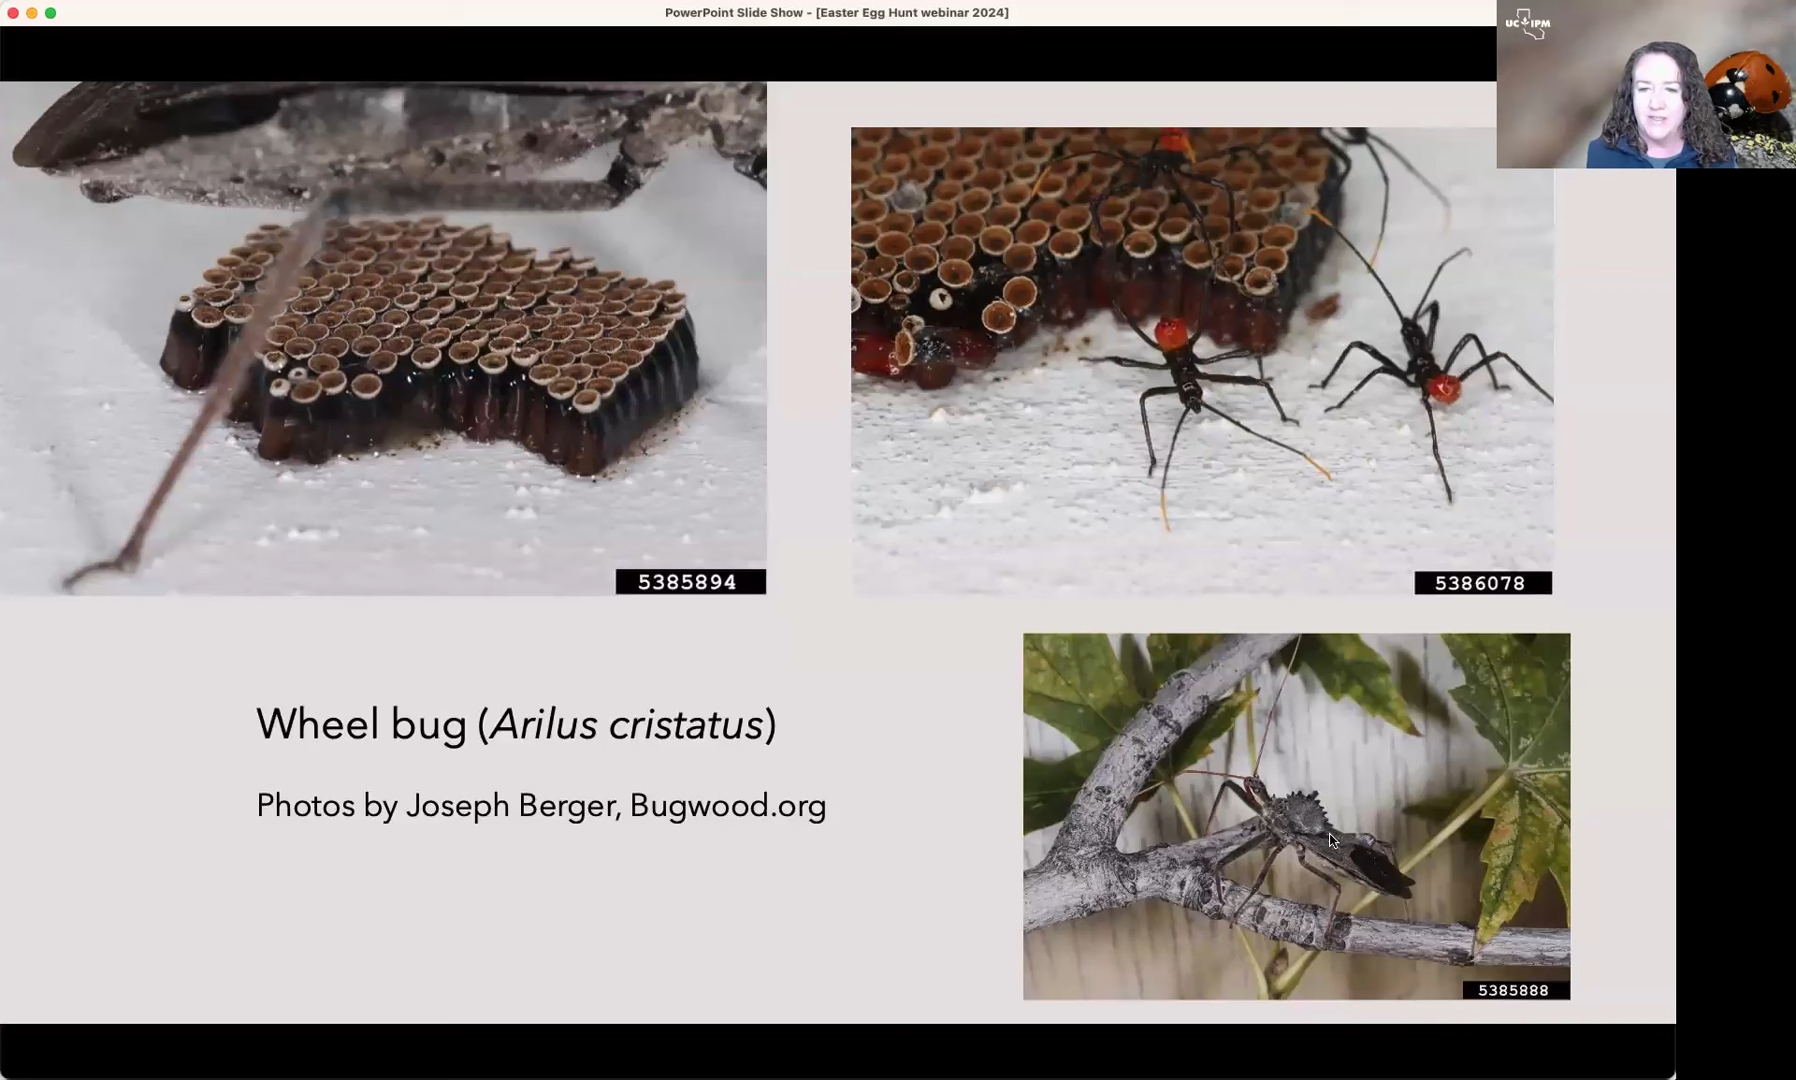 PowerPoint Slide Show - [Easter Egg Hunt webinar 2024]
UC IPM
5385894
5386078
Wheel bug (Arilus cristatus)
Photos by Joseph Berger, Bugwood.org
5385888